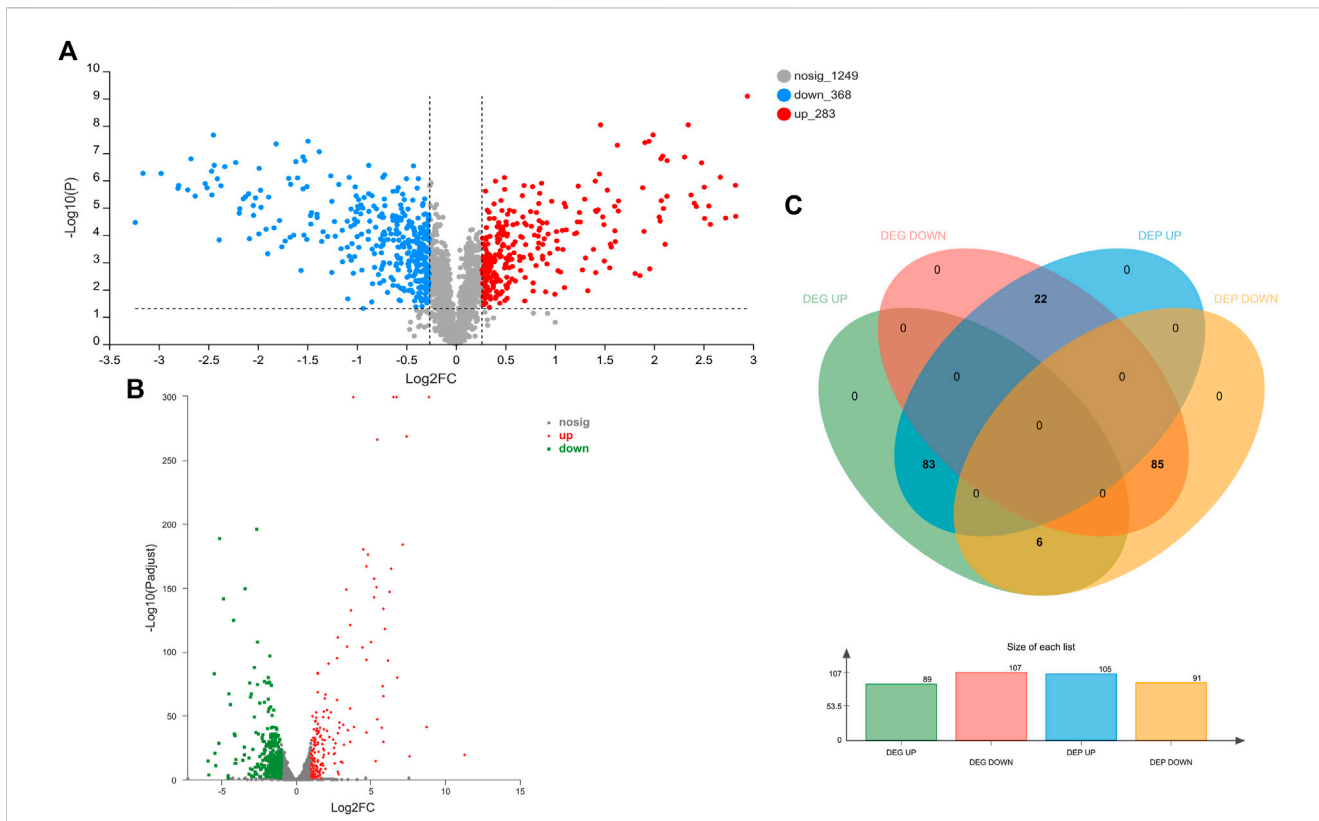 A
10
9
8
7
6
5
4
3
2
1
0
-Log10(P)
-3.5 -3 -2.5 -2 -1.5 -1 -0.5 0 0.5 1 1.5 2 2.5 3
Log2FC
nosig_1249
down_368
up_283
B
300
250
200
150
100
50
0
-Log10(Padjust)
-5 0 5 10 15
Log2FC
nosig
up
down
C
DEG DOWN DEP UP
DEG UP DEP DOWN
0 0
22
0 0
0 0
0 0
0
83 85
0 0
6
Size of each list
107
53.5
0
89 107 105 91
DEG UP DEG DOWN DEP UP DEP DOWN